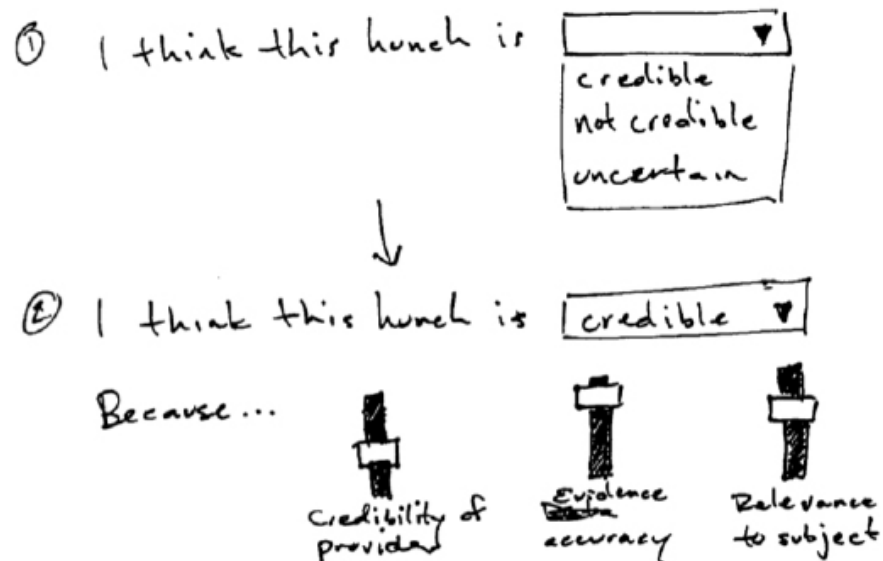 ① I think this hunch is
credible
not credible
uncertain
② I think this hunch is credible
Because...
Credibility of
provider
Evidence
accuracy
Relevance
to subject